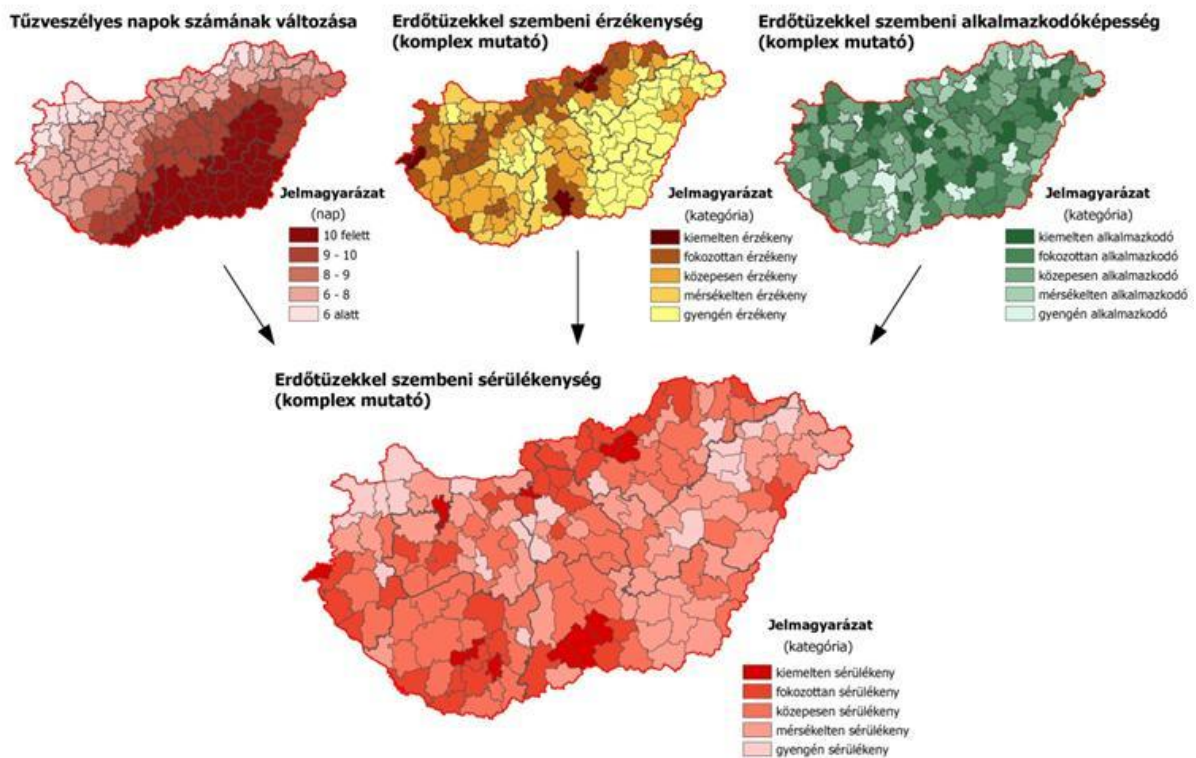 Tűzveszélyes napok számának változása
Erdőtüzekkel szembeni érzékenység
(komplex mutató)
Erdőtüzekkel szembeni alkalmazkodóképesség
(komplex mutató)
Jelmagyarázat
(nap)
10 felett
9 - 10
8 - 9
6 - 8
6 alatt
Jelmagyarázat
(kategória)
kiemelten érzékeny
fokozottan érzékeny
közepesen érzékeny
mérsékelten érzékeny
gyengén érzékeny
Jelmagyarázat
(kategória)
kiemelten alkalmazkodó
fokozottan alkalmazkodó
közepesen alkalmazkodó
mérsékelten alkalmazkodó
gyengén alkalmazkodó
Erdőtüzekkel szembeni sérülékenység
(komplex mutató)
Jelmagyarázat
(kategória)
kiemelten sérülékeny
fokozottan sérülékeny
közepesen sérülékeny
mérsékelten sérülékeny
gyengén sérülékeny